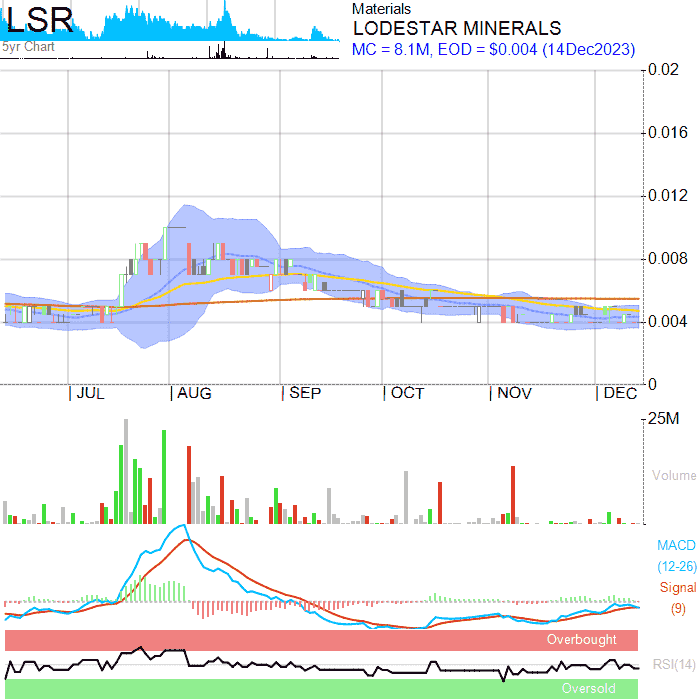 LSR
5yr Chart
Materials
LODESTAR MINERALS
MC = 8.1M, EOD = $0.004 (14Dec2023)
0.02
0.016
0.012
0.008
0.004
0
JUL
AUG
SEP
OCT
NOV
DEC
25M
Volume
MACD
(12-26)
Signal
(9)
Overbought
RSI(14)
Oversold